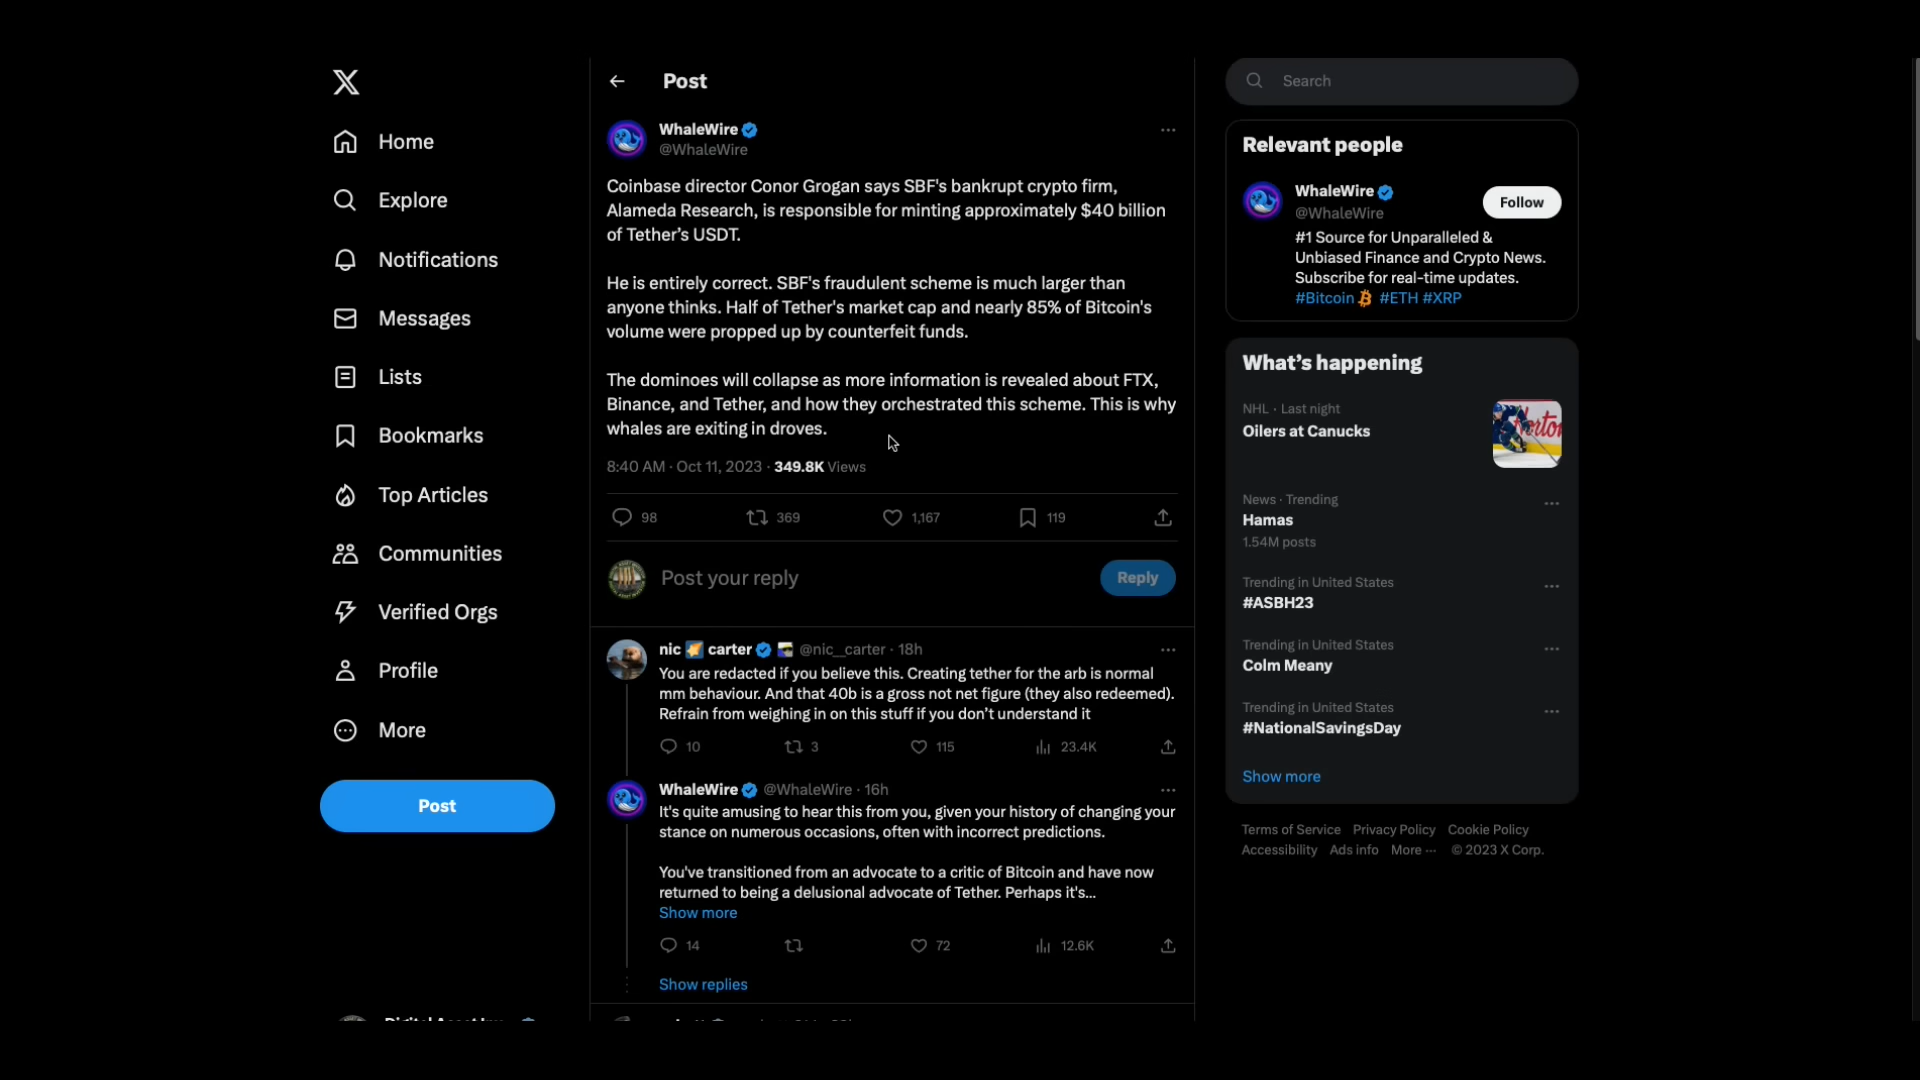 Home
Explore
Notifications
Messages
Lists
Bookmarks
Top Articles
Communities
Verified Orgs
Profile
More
Post
Post
WhaleWire
@WhaleWire
Coinbase director Conor Grogan says SBF's bankrupt crypto firm,
Alameda Research, is responsible for minting approximately $40 billion
of Tether’s USDT.
He is entirely correct. SBF's fraudulent scheme is much larger than
anyone thinks. Half of Tether's market cap and nearly 85% of Bitcoin's
volume were propped up by counterfeit funds.
The dominoes will collapse as more information is revealed about FTX,
Binance, and Tether, and how they orchestrated this scheme. This is why
whales are exiting in droves.
8:40 AM · Oct 11, 2023 · 349.8K Views
98 369 1,167 119
Post your reply
Reply
nic carter @nic__carter · 18h
You are redacted if you believe this. Creating tether for the arb is normal
mm behaviour. And that 40b is a gross not net figure (they also redeemed).
Refrain from weighing in on this stuff if you don’t understand it
10 3 115 23.4K
WhaleWire @WhaleWire · 16h
It's quite amusing to hear this from you, given your history of changing your
stance on numerous occasions, often with incorrect predictions.
You've transitioned from an advocate to a critic of Bitcoin and have now
returned to being a delusional advocate of Tether. Perhaps it's...
Show more
14 72 12.6K
Show replies
Search
Relevant people
WhaleWire
@WhaleWire
Follow
#1 Source for Unparalleled &
Unbiased Finance and Crypto News.
Subscribe for real-time updates.
#Bitcoin #ETH #XRP
What’s happening
NHL · Last night
Oilers at Canucks
News · Trending
Hamas
1.54M posts
Trending in United States
#ASBH23
Trending in United States
Colm Meany
Trending in United States
#NationalSavingsDay
Show more
Terms of Service Privacy Policy Cookie Policy
Accessibility Ads info More ··· © 2023 X Corp.